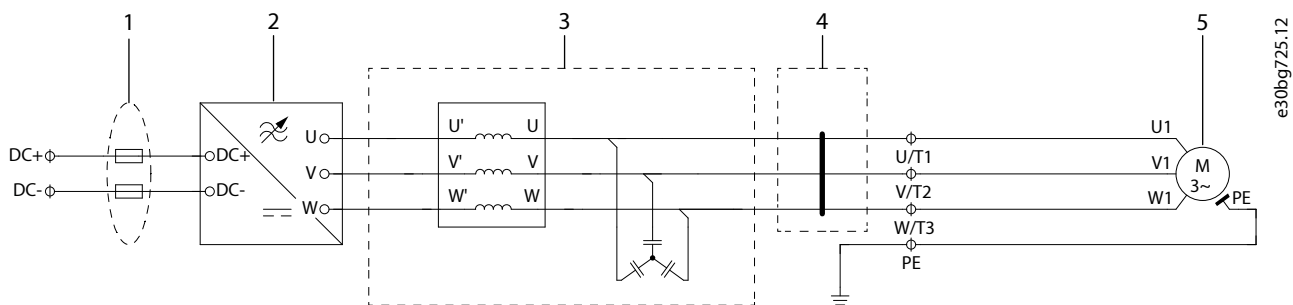 1
2
3
4
5
e30bg725.12
U'
U
U1
U
DC+
DC+
U/T1
V'
V
V1
M
V
3~
DC-
DC-
V/T2
W'
W
W1
PE
W
W/T3
PE